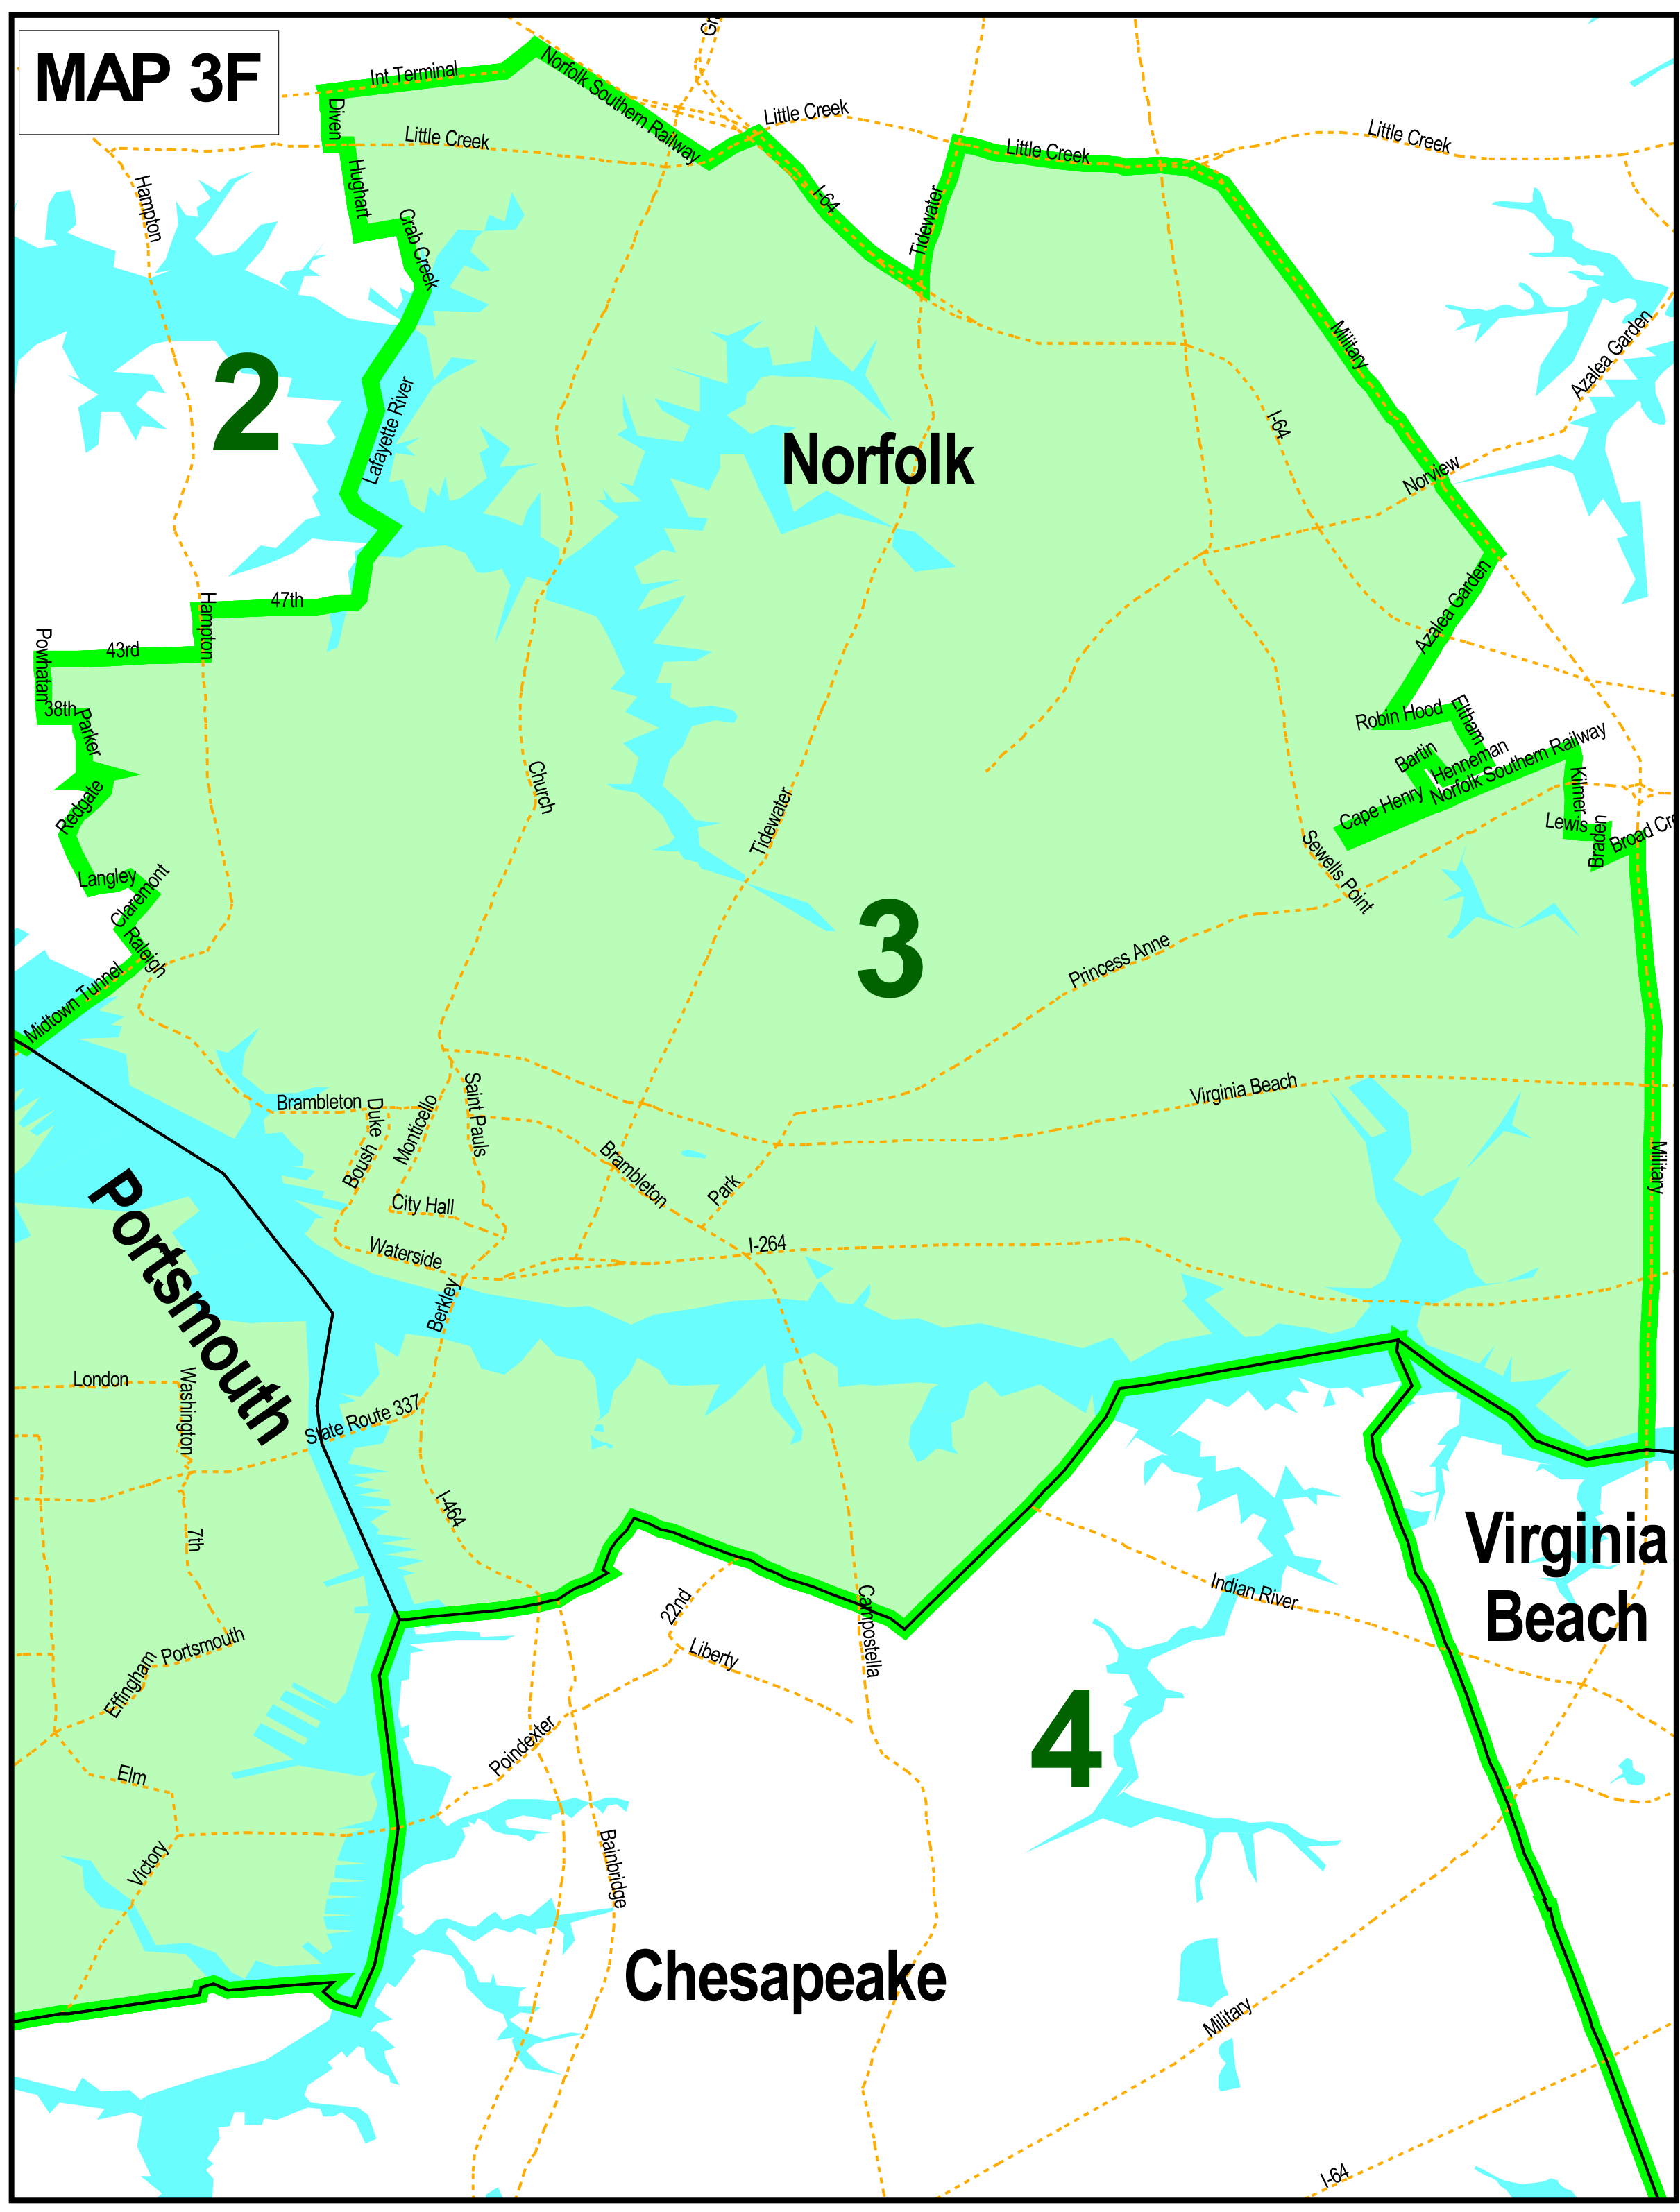 MAP 3F
Int Terminal
Norfolk Southern Railway
Diven
Little Creek
Little Creek
Little Creek
Little Creek
Hughart
Hampton
Crab Creek
I-64
Tidewater
Military
Azalea Garden
2
Lafayette River
Norfolk
I-64
Norview
Azalea Garden
47th
Hampton
43rd
Powhatan
38th
Parker
Robin Hood
Eltham
Bartin
Henneman
Norfolk Southern Railway
Cape Henry
Kilmer
Lewis
Braden
Broad Cre
Redgate
Church
Tidewater
Sewells Point
Langley
Claremont
Raleigh
3
Midtown Tunnel
Princess Anne
Virginia Beach
Brambleton
Duke
Monticello
Saint Pauls
Boush
Brambleton
Park
City Hall
Waterside
I-264
Military
Portsmouth
Berkley
London
Washington
State Route 337
I-464
7th
Virginia
Beach
22nd
Campostella
Indian River
Liberty
Portsmouth
Effingham
4
Poindexter
Elm
Victory
Bainbridge
Chesapeake
Military
I-64